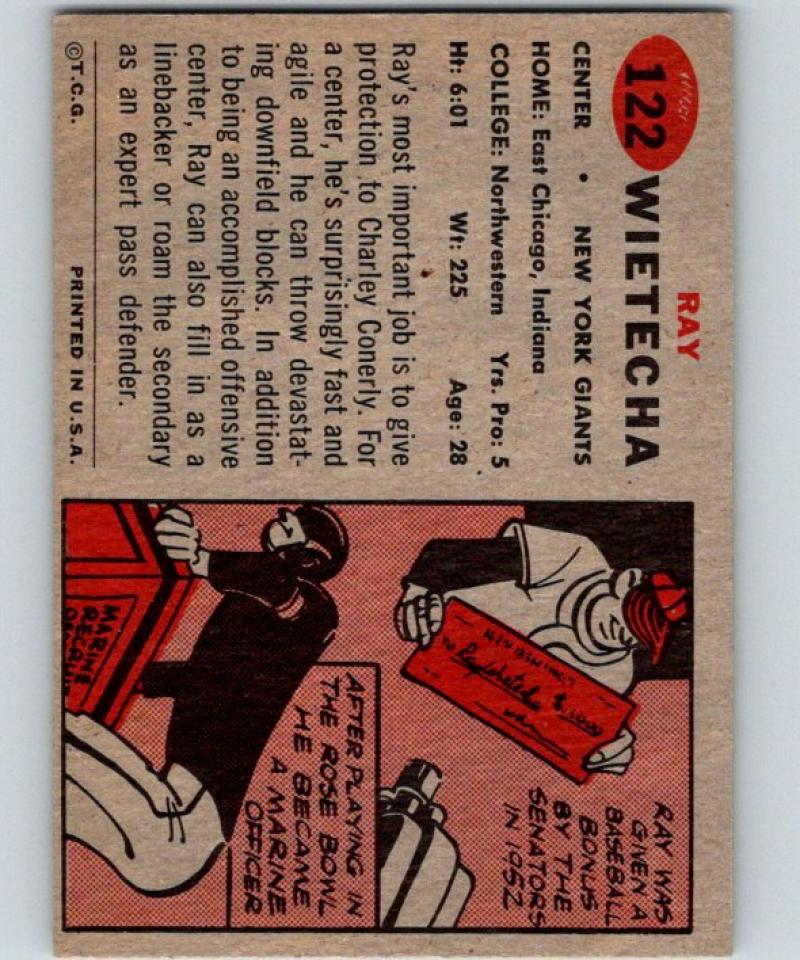 122
RAY
WIETECHA
CENTER • NEW YORK GIANTS
HOME: East Chicago, Indiana
COLLEGE: Northwestern Yrs. Pro: 5
Ht: 6:01 Wt: 225 Age: 28
Ray's most important job is to give
protection to Charley Conerly. For
a center, he's surprisingly fast and
agile and he can throw devastat-
ing downfield blocks. In addition
to being an accomplished offensive
center, Ray can also fill in as a
linebacker or roam the secondary
as an expert pass defender.
©T.C.G. PRINTED IN U.S.A.
RAY WAS
GIVEN A
BASEBALL
BONUS
BY THE
SENATORS
IN 1952
TO Ray Wietecha
AFTER PLAYING IN
THE ROSE BOWL
HE BECAME
A MARINE
OFFICER
MARINE